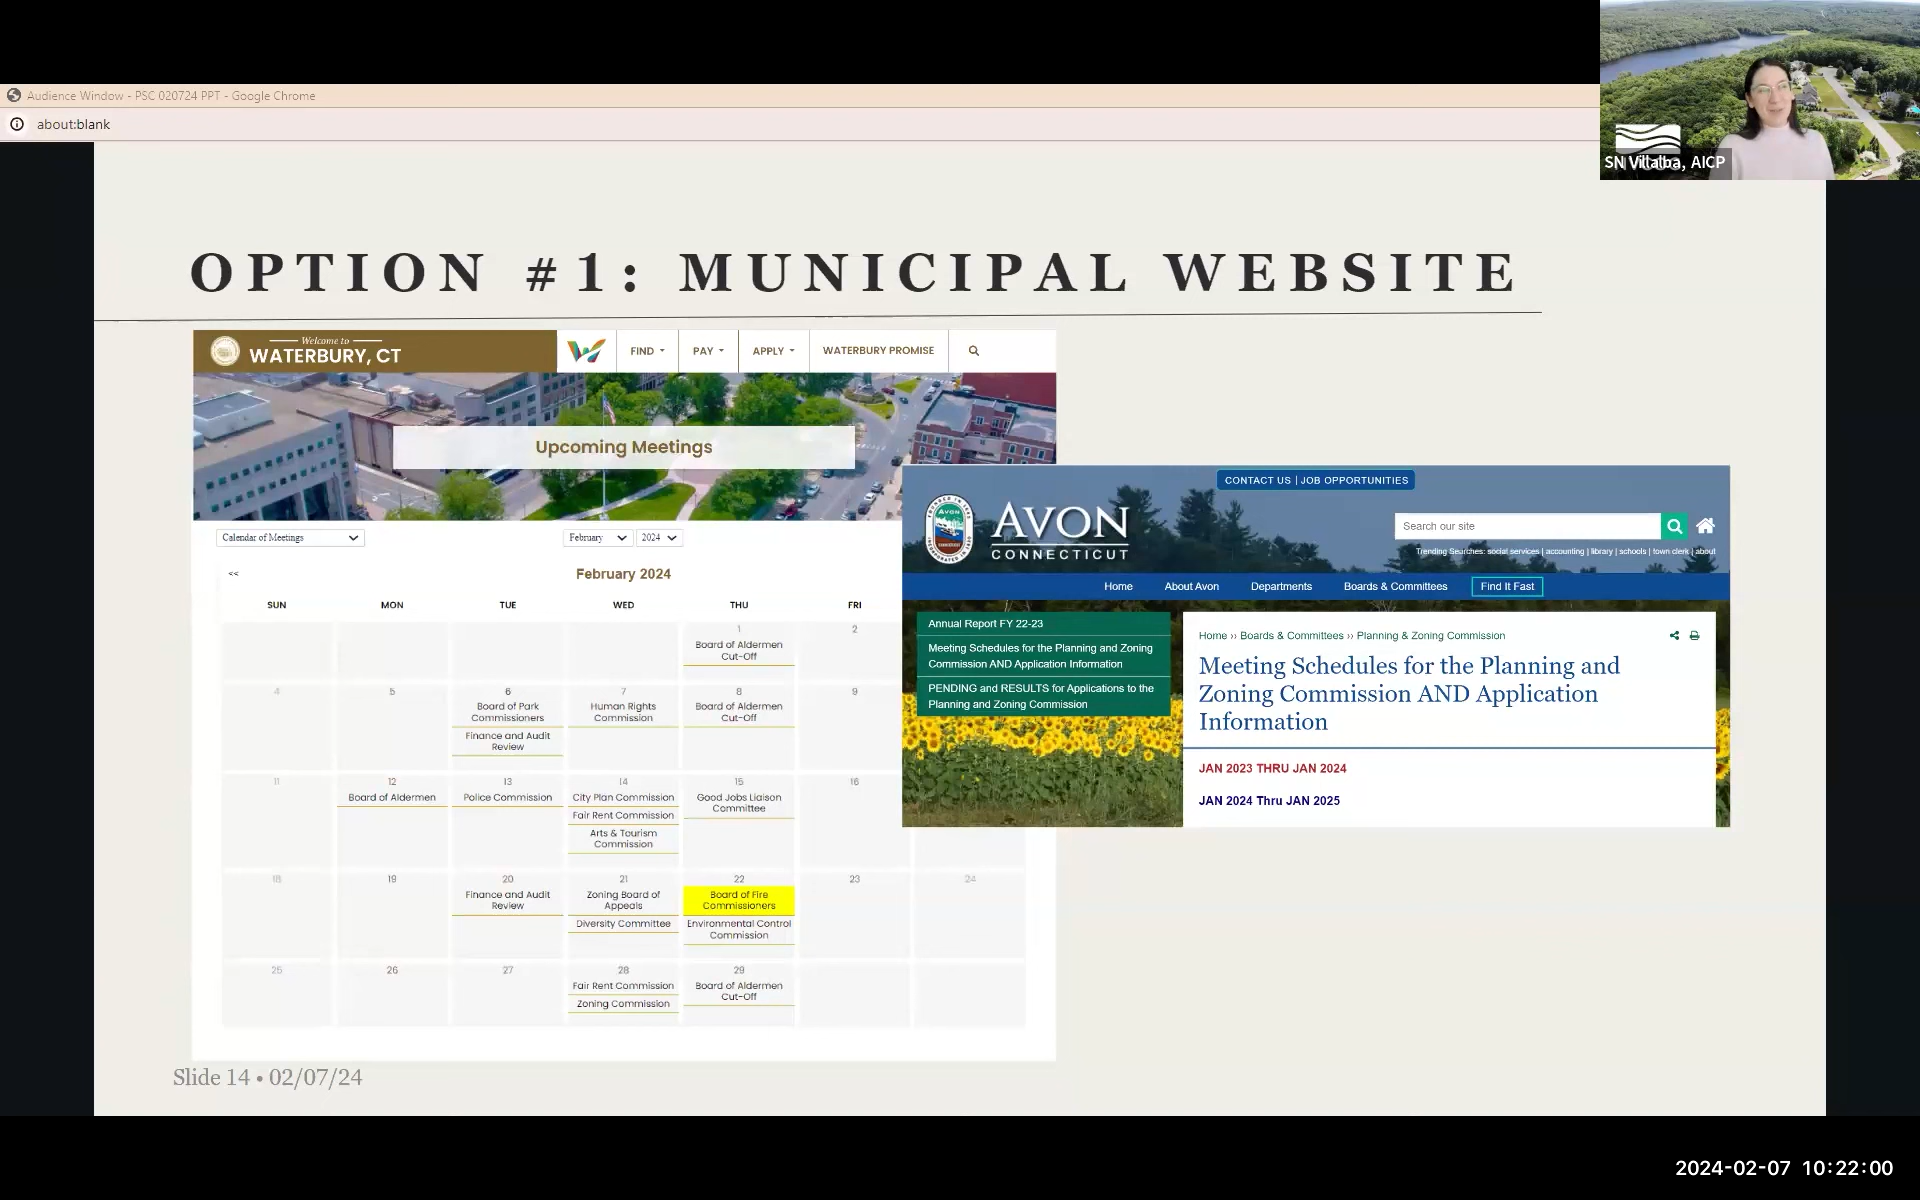 Audience Window - PSC 020724 PPT - Google Chrome
about:blank
SN Villalba, AICP
OPTION #1: MUNICIPAL WEBSITE
Welcome to
WATERBURY, CT
FIND
PAY
APPLY
WATERBURY PROMISE
Upcoming Meetings
Calendar of Meetings
February
2024
<<
February 2024
SUN MON TUE WED THU FRI
1
Board of Aldermen
Cut-Off
2
4
5
6
Board of Park
Commissioners
Finance and Audit
Review
7
Human Rights
Commission
8
Board of Aldermen
Cut-Off
9
11
12
Board of Aldermen
13
Police Commission
14
City Plan Commission
Fair Rent Commission
Arts & Tourism
Commission
15
Good Jobs Liaison
Committee
16
18
19
20
Finance and Audit
Review
21
Zoning Board of
Appeals
Diversity Committee
22
Board of Fire
Commissioners
Environmental Control
Commission
23
24
25
26
27
28
Fair Rent Commission
Zoning Commission
29
Board of Aldermen
Cut-Off
CONTACT US | JOB OPPORTUNITIES
AVON
AVON
CONNECTICUT
Search our site
Trending Searches: social services | accounting | library | schools | town clerk | about
Home
About Avon
Departments
Boards & Committees
Find It Fast
Annual Report FY 22-23
Meeting Schedules for the Planning and Zoning
Commission AND Application Information
PENDING and RESULTS for Applications to the
Planning and Zoning Commission
Home ›› Boards & Committees ›› Planning & Zoning Commission
Meeting Schedules for the Planning and
Zoning Commission AND Application
Information
JAN 2023 THRU JAN 2024
JAN 2024 Thru JAN 2025
Slide 14 • 02/07/24
2024-02-07 10:22:00